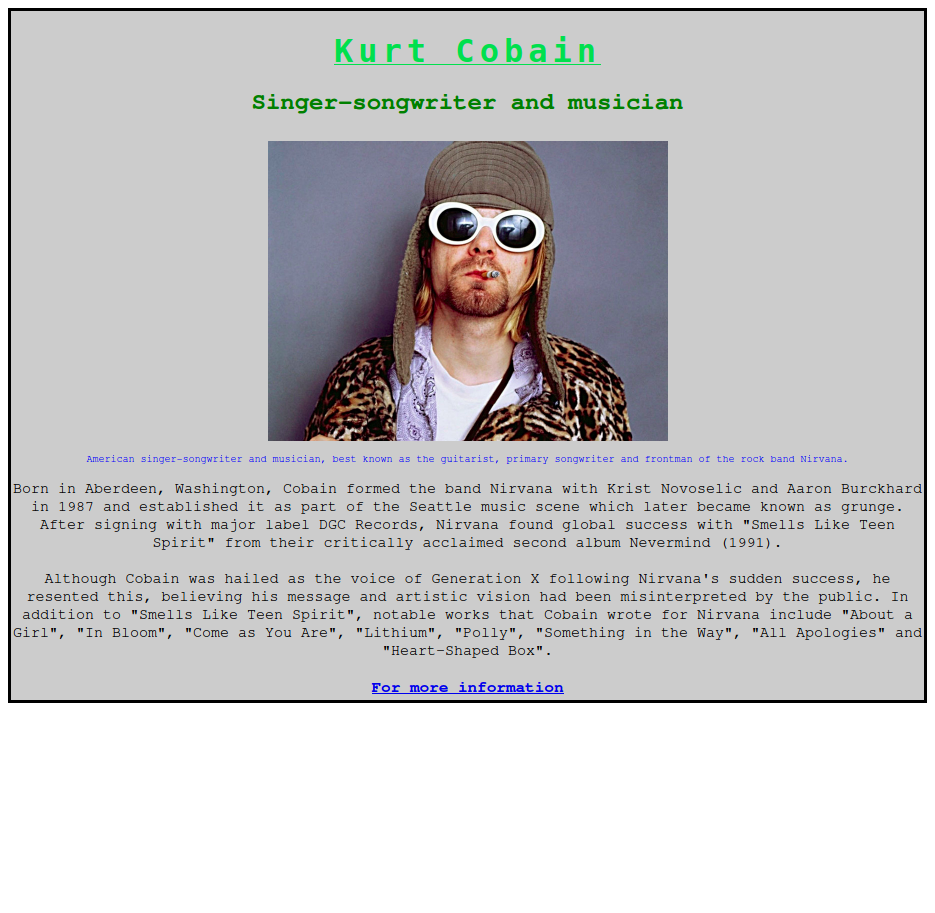 Kurt Cobain
Singer-songwriter and musician
American singer-songwriter and musician, best known as the guitarist, primary songwriter and frontman of the rock band Nirvana.
Born in Aberdeen, Washington, Cobain formed the band Nirvana with Krist Novoselic and Aaron Burckhard
in 1987 and established it as part of the Seattle music scene which later became known as grunge.
After signing with major label DGC Records, Nirvana found global success with "Smells Like Teen
Spirit" from their critically acclaimed second album Nevermind (1991).
Although Cobain was hailed as the voice of Generation X following Nirvana's sudden success, he
resented this, believing his message and artistic vision had been misinterpreted by the public. In
addition to "Smells Like Teen Spirit", notable works that Cobain wrote for Nirvana include "About a
Girl", "In Bloom", "Come as You Are", "Lithium", "Polly", "Something in the Way", "All Apologies" and
"Heart-Shaped Box".
For more information